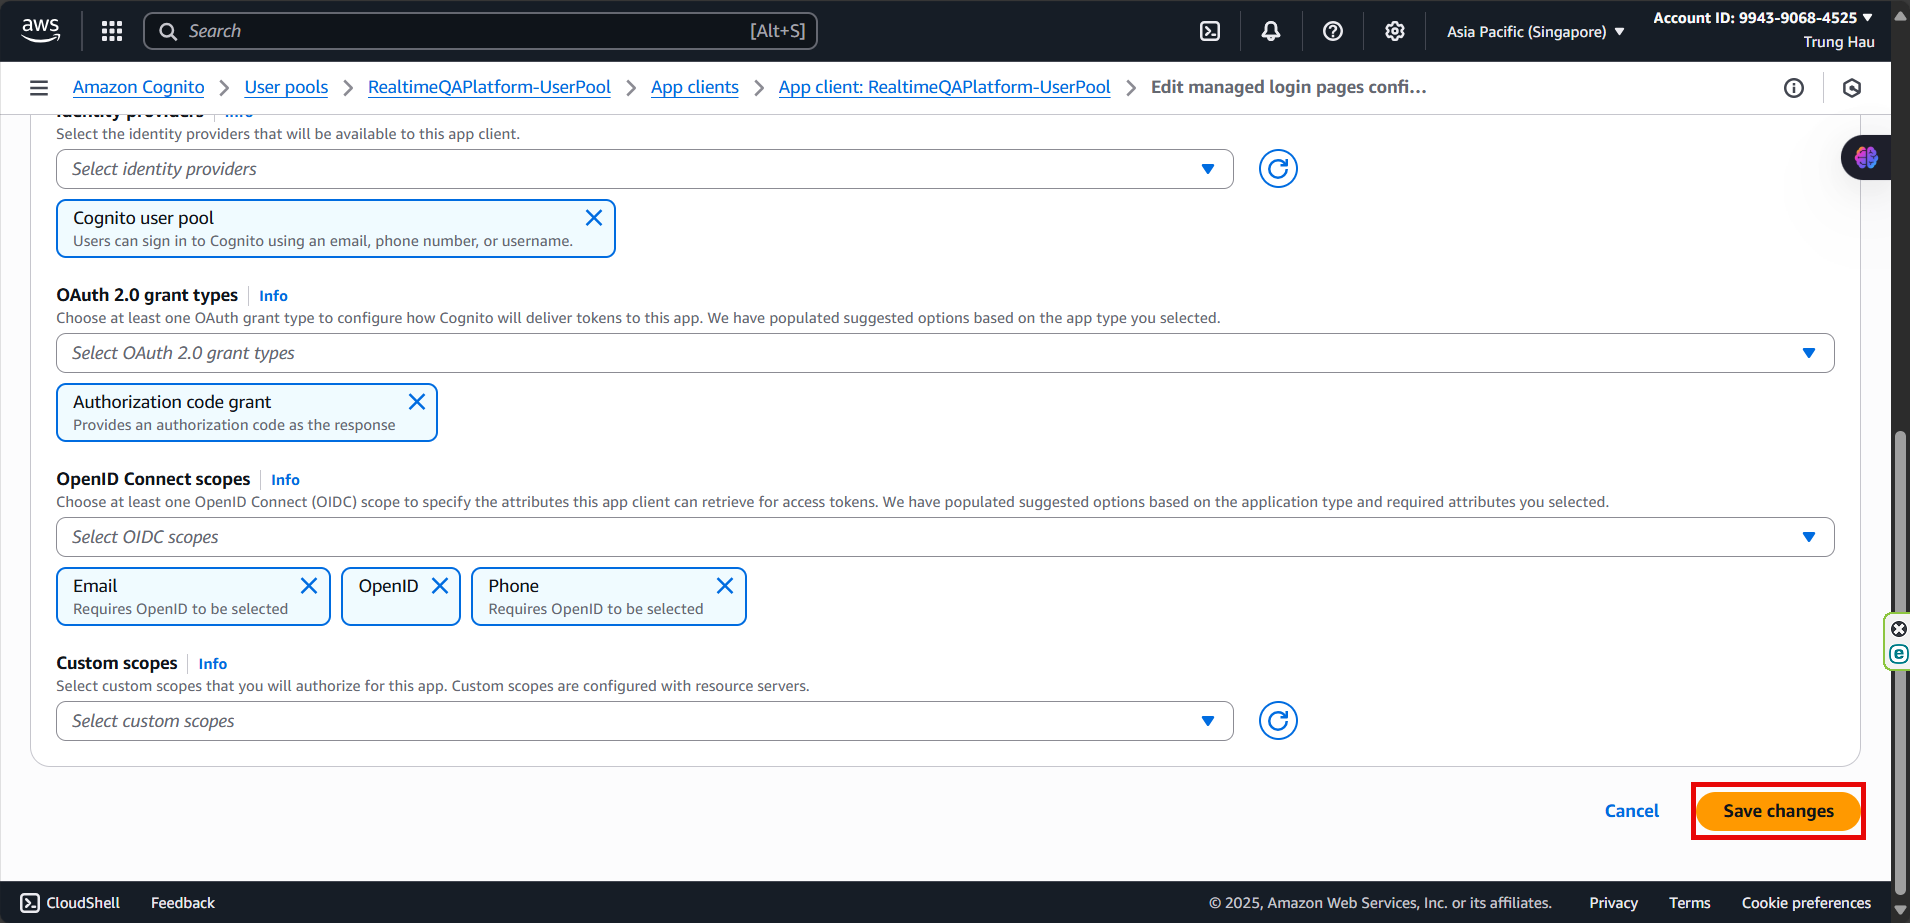 aws
Search [Alt+S]
Asia Pacific (Singapore)
Account ID: 9943-9068-4525
Trung Hau
Amazon Cognito
User pools
RealtimeQAPlatform-UserPool
App clients
App client: RealtimeQAPlatform-UserPool
Edit managed login pages confi...
Identity providers Info
Select the identity providers that will be available to this app client.
Select identity providers
Cognito user pool
Users can sign in to Cognito using an email, phone number, or username.
OAuth 2.0 grant types Info
Choose at least one OAuth grant type to configure how Cognito will deliver tokens to this app. We have populated suggested options based on the app type you selected.
Select OAuth 2.0 grant types
Authorization code grant
Provides an authorization code as the response
OpenID Connect scopes Info
Choose at least one OpenID Connect (OIDC) scope to specify the attributes this app client can retrieve for access tokens. We have populated suggested options based on the application type and required attributes you selected.
Select OIDC scopes
Email
Requires OpenID to be selected
OpenID
Phone
Requires OpenID to be selected
Custom scopes Info
Select custom scopes that you will authorize for this app. Custom scopes are configured with resource servers.
Select custom scopes
Cancel
Save changes
CloudShell
Feedback
© 2025, Amazon Web Services, Inc. or its affiliates.
Privacy
Terms
Cookie preferences